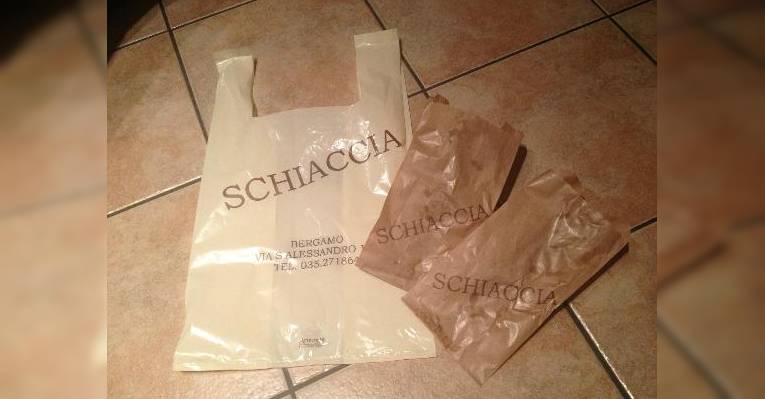 SCHIACCIA
BERGAMO
VIA S.ALESSANDRO
TEL. 035.27186
SCHIACCIA
SCHIACCIA